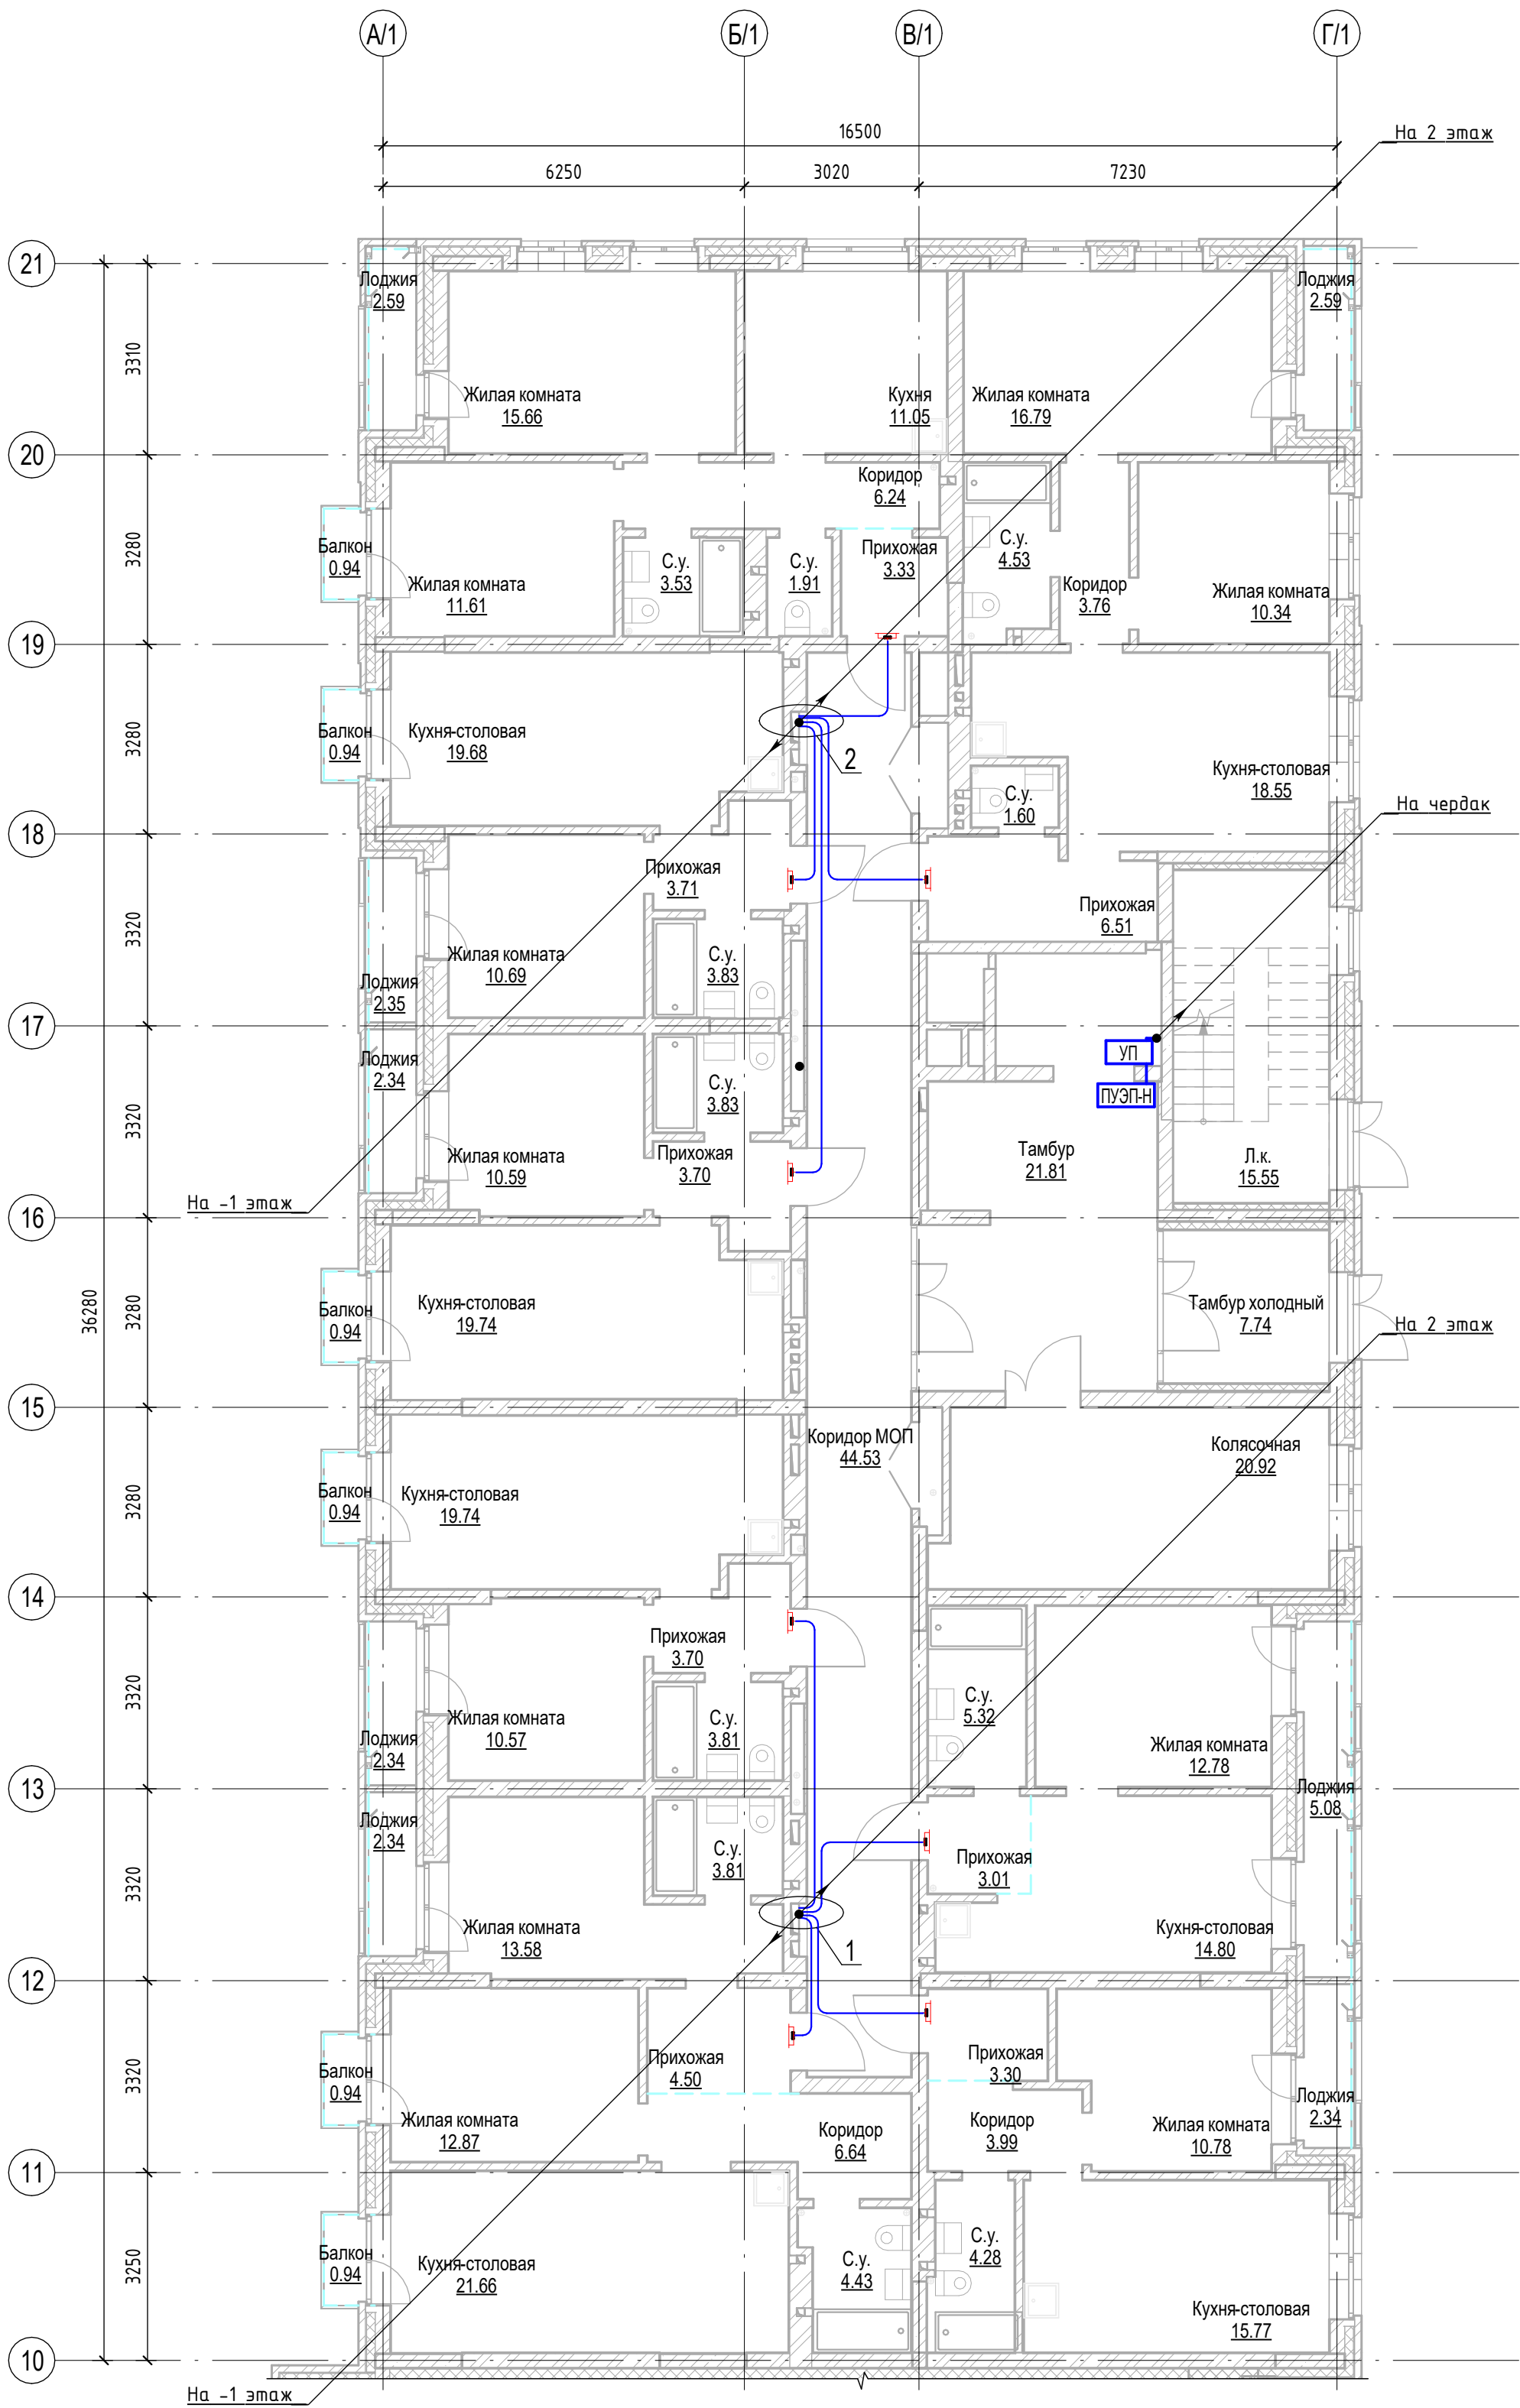 А/1
Б/1
В/1
Г/1
16500
На 2 этаж
6250
3020
7230
21
Лоджия
2.59
Лоджия
2.59
3310
Жилая комната
15.66
Кухня
11.05
Жилая комната
16.79
20
Коридор
6.24
3280
Балкон
0.94
Жилая комната
11.61
С.у.
3.53
С.у.
1.91
Прихожая
3.33
С.у.
4.53
Коридор
3.76
Жилая комната
10.34
19
3280
Балкон
0.94
Кухня-столовая
19.68
2
Кухня-столовая
18.55
С.у.
1.60
На чердак
18
Прихожая
3.71
3320
Прихожая
6.51
Жилая комната
10.69
С.у.
3.83
Лоджия
2.35
17
УП
Лоджия
2.34
С.у.
3.83
ПУЭП-Н
3320
Жилая комната
10.59
Прихожая
3.70
Тамбур
21.81
Л.к.
15.55
На -1 этаж
16
36280
3280
Балкон
0.94
Кухня-столовая
19.74
Тамбур холодный
7.74
На 2 этаж
15
Коридор МОП
44.53
Колясочная
20.92
3280
Балкон
0.94
Кухня-столовая
19.74
14
3320
Прихожая
3.70
Жилая комната
10.57
С.у.
3.81
С.у.
5.32
Жилая комната
12.78
Лоджия
2.34
13
Лоджия
5.08
Лоджия
2.34
3320
С.у.
3.81
Прихожая
3.01
Жилая комната
13.58
1
Кухня-столовая
14.80
12
3320
Балкон
0.94
Прихожая
4.50
Прихожая
3.30
Жилая комната
12.87
Коридор
6.64
Коридор
3.99
Жилая комната
10.78
Лоджия
2.34
11
3250
Балкон
0.94
Кухня-столовая
21.66
С.у.
4.43
С.у.
4.28
Кухня-столовая
15.77
10
На -1 этаж